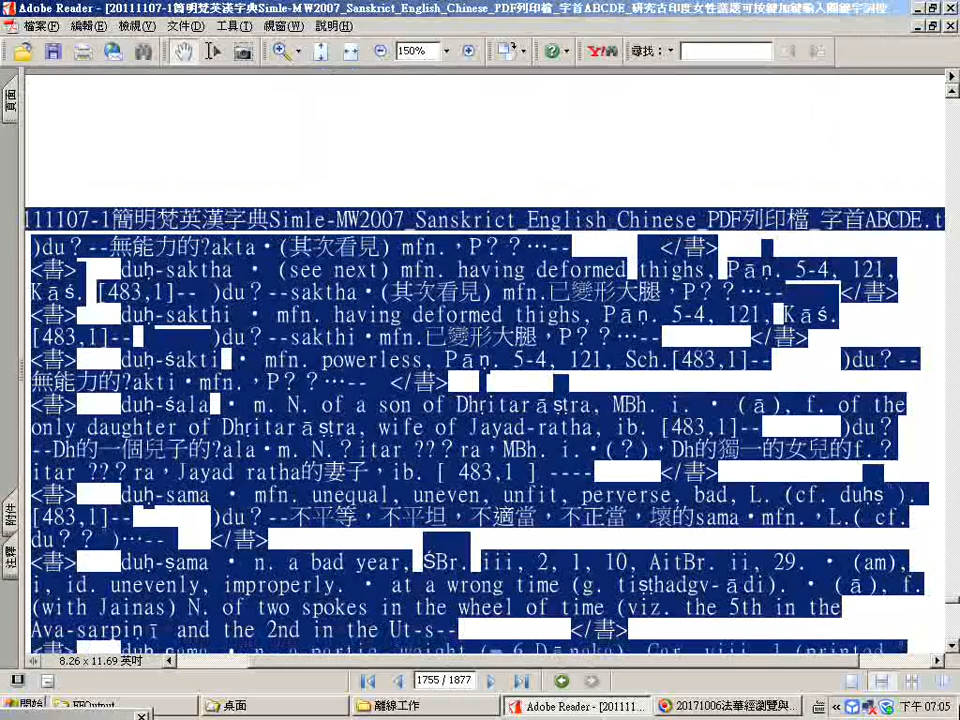 Adobe Reader - [20111107-1簡明梵英漢字典Simle-MW2007_Sanskrict_English_Chinese_PDF列印檔_字首ABCDE_研究古印度女性議題可按鍵加鍵輸入關鍵字詞
檔案(F) 編輯(E) 檢視(V) 文件(D) 工具(T) 視窗(W) 說明(H)
150% Y! 尋找:
頁面
111107-1簡明梵英漢字典Simle-MW2007_Sanskrict_English_Chinese_PDF列印檔_字首ABCDE.t
)du?--無能力的?akta•(其次看見) mfn.，P??…-- </書>
<書> duḥ-saktha • (see next) mfn. having deformed thighs, Pāṇ. 5-4, 121,
Kāś. [483,1]-- )du?--saktha•(其次看見) mfn.已變形大腿，P??…-- </書>
<書> duḥ-sakthi • mfn. having deformed thighs, Pāṇ. 5-4, 121, Kāś.
[483,1]-- )du?--sakthi•mfn.已變形大腿，P??…-- </書>
<書> duḥ-śakti • mfn. powerless, Pāṇ. 5-4, 121, Sch.[483,1]-- )du?--
無能力的?akti•mfn.，P??…-- </書>
<書> duḥ-śala • m. N. of a son of Dhṛitarāṣṭra, MBh. i. • (ā), f. of the
only daughter of Dhṛitarāṣṭra, wife of Jayad-ratha, ib. [483,1]-- )du?
--Dh的一個兒子的?ala•m. N.?itar ???ra，MBh. i.•(?)，Dh的獨一的女兒的f.?
itar ???ra，Jayad ratha的妻子，ib. [ 483,1 ] ---- </書>
<書> duḥ-sama • mfn. unequal, uneven, unfit, perverse, bad, L. (cf. duḥṣ ).
[483,1]-- )du?--不平等，不平坦，不適當，不正當，壞的sama•mfn.，L.( cf.
du?? )…-- </書>
<書> duḥ-ṣama • n. a bad year, ŚBr. iii, 2, 1, 10, AitBr. ii, 29. • (am),
i, id. unevenly, improperly. • at a wrong time (g. tiṣṭhadgv-ādi). • (ā), f.
(with Jainas) N. of two spokes in the wheel of time (viz. the 5th in the
Ava-sarpiṇī and the 2nd in the Ut-s-- </書>
附件
註釋
8.26 x 11.69 英吋
1755 / 1877
開始 FFOutput 桌面 離線工作 Adobe Reader - [201111... 20171006法華經瀏覽與... 下午 07:05